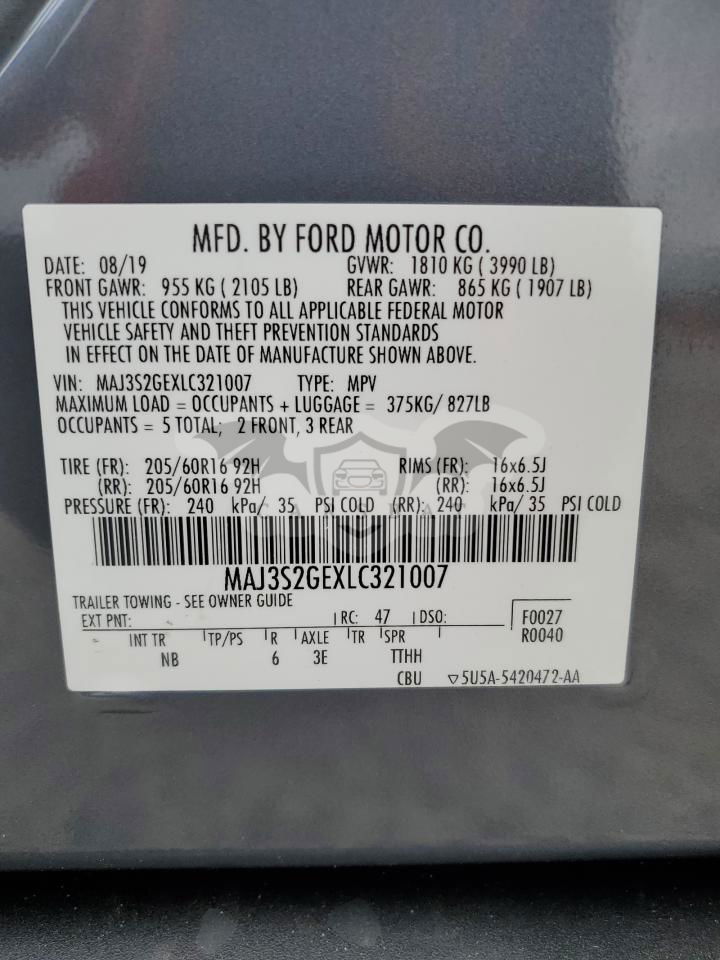 MFD. BY FORD MOTOR CO.
DATE: 08/19 GVWR: 1810 KG ( 3990 LB)
FRONT GAWR: 955 KG ( 2105 LB) REAR GAWR: 865 KG ( 1907 LB)
THIS VEHICLE CONFORMS TO ALL APPLICABLE FEDERAL MOTOR
VEHICLE SAFETY AND THEFT PREVENTION STANDARDS
IN EFFECT ON THE DATE OF MANUFACTURE SHOWN ABOVE.
VIN: MAJ3S2GEXLC321007 TYPE: MPV
MAXIMUM LOAD = OCCUPANTS + LUGGAGE = 375KG/ 827LB
OCCUPANTS = 5 TOTAL; 2 FRONT, 3 REAR
TIRE (FR): 205/60R16 92H RIMS (FR): 16x6.5J
(RR): 205/60R16 92H (RR): 16x6.5J
PRESSURE (FR): 240 kPa/ 35 PSI COLD (RR): 240 kPa/ 35 PSI COLD
MAJ3S2GEXLC321007
TRAILER TOWING - SEE OWNER GUIDE
EXT PNT: RC: 47 DSO: F0027
R0040
INT TR TP/PS R AXLE TR SPR
NB 6 3E TTHH
CBU ▽5U5A-5420472-AA